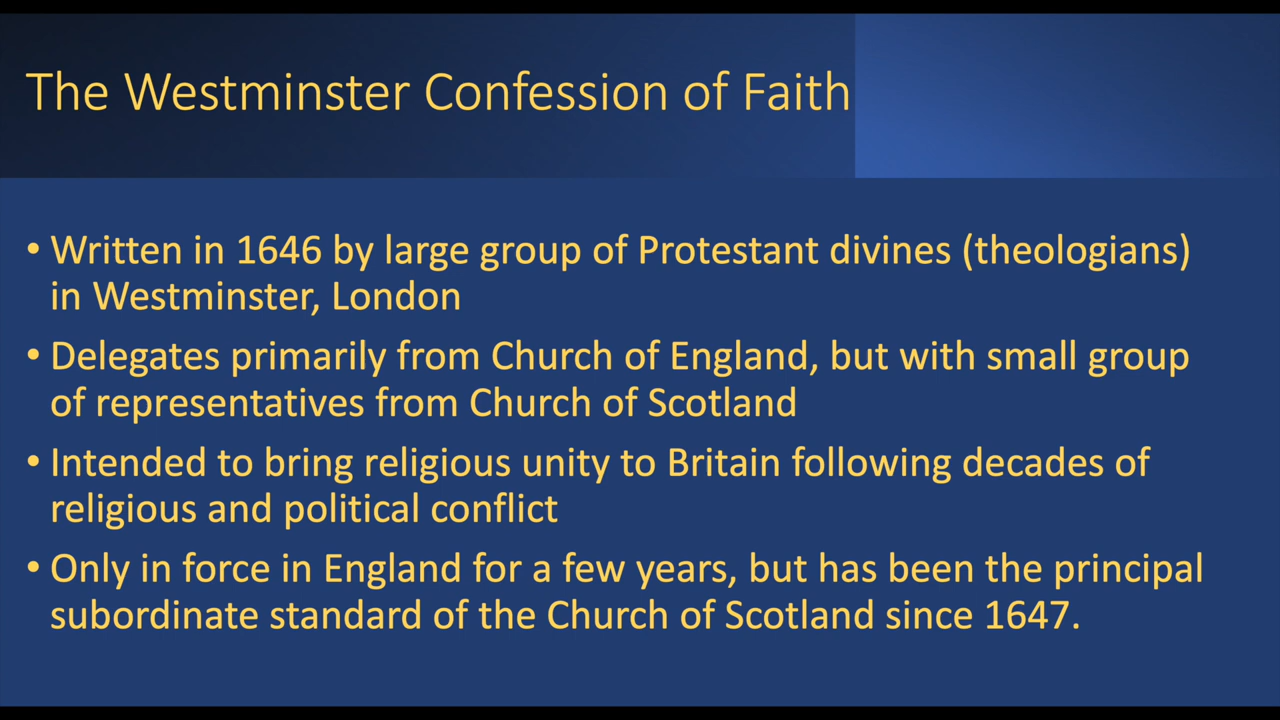 The Westminster Confession of Faith
• Written in 1646 by large group of Protestant divines (theologians)
in Westminster, London
• Delegates primarily from Church of England, but with small group
of representatives from Church of Scotland
• Intended to bring religious unity to Britain following decades of
religious and political conflict
• Only in force in England for a few years, but has been the principal
subordinate standard of the Church of Scotland since 1647.